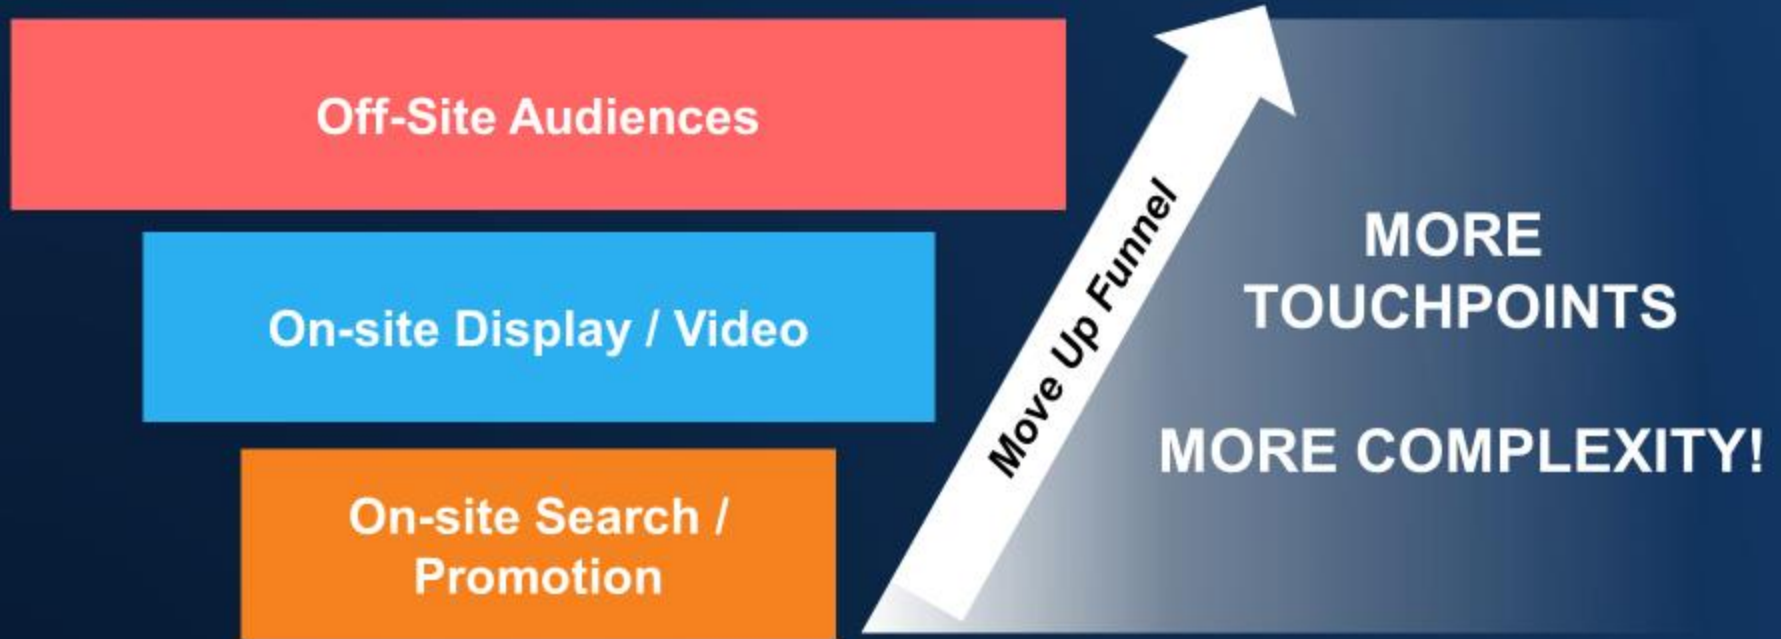 Off-Site Audiences
On-site Display / Video
On-site Search /
Promotion
Move Up Funnel
MORE
TOUCHPOINTS
MORE COMPLEXITY!